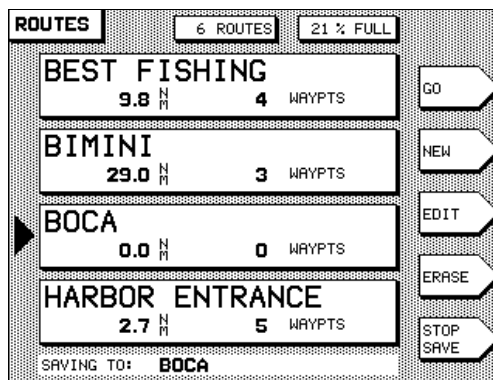 ROUTES
6 ROUTES
21 % FULL
BEST FISHING
9.8 NM 4 WAYPTS
BIMINI
29.0 NM 3 WAYPTS
BOCA
0.0 NM 0 WAYPTS
HARBOR ENTRANCE
2.7 NM 5 WAYPTS
SAVING TO: BOCA
GO
NEW
EDIT
ERASE
STOP
SAVE